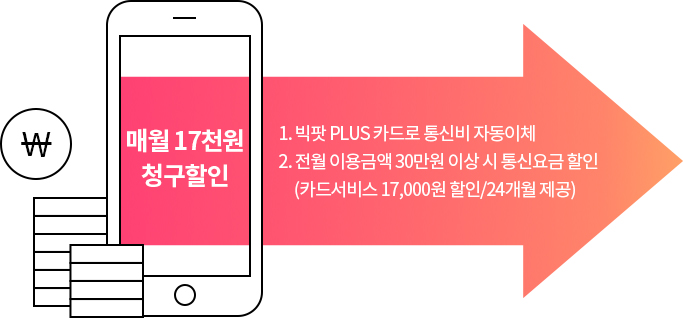 ₩
매월 17천원
청구할인
1. 빅팟 PLUS 카드로 통신비 자동이체
2. 전월 이용금액 30만원 이상 시 통신요금 할인
(카드서비스 17,000원 할인/24개월 제공)